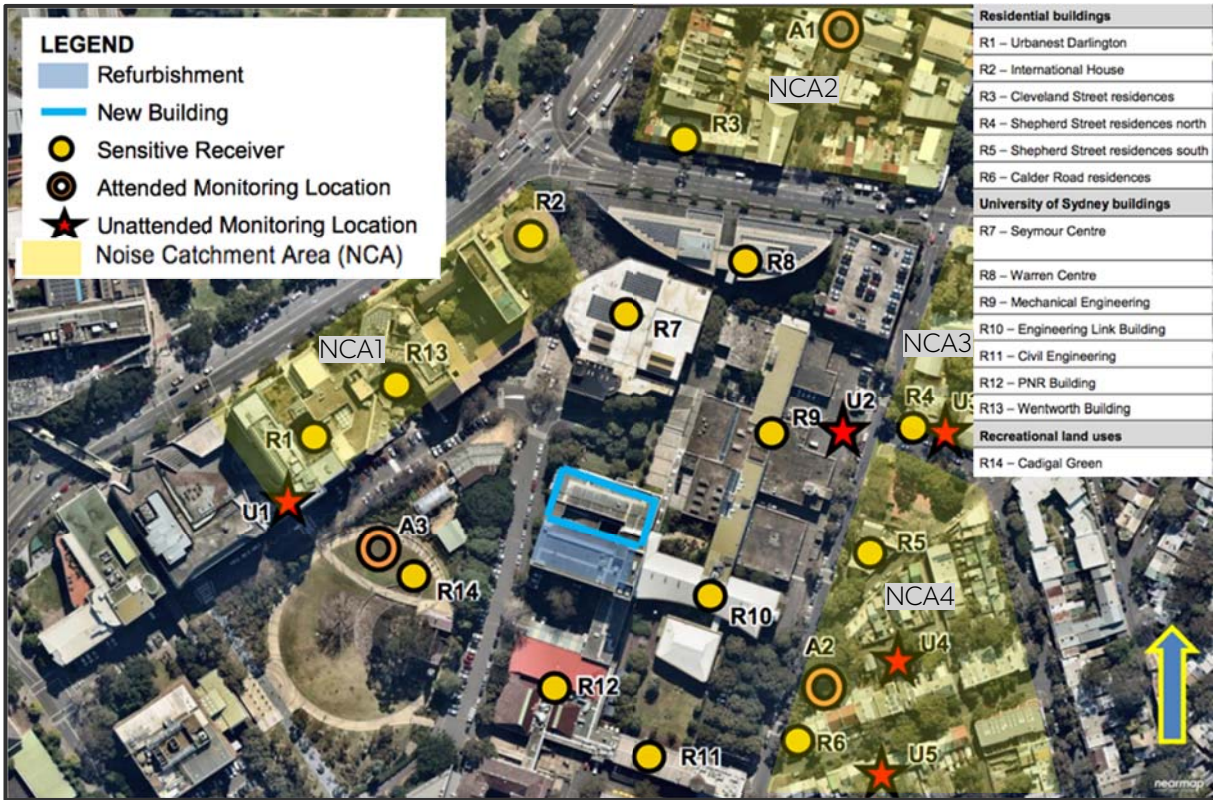 LEGEND
Refurbishment
New Building
Sensitive Receiver
Attended Monitoring Location
Unattended Monitoring Location
Noise Catchment Area (NCA)
A1
NCA2
R3
R2
R8
R7
NCA1
R13
NCA3
R1
R9
U2
R4
U3
U1
A3
R14
R5
NCA4
R10
A2
U4
R12
R6
R11
U5
Residential buildings
R1 – Urbanest Darlington
R2 – International House
R3 – Cleveland Street residences
R4 – Shepherd Street residences north
R5 – Shepherd Street residences south
R6 – Calder Road residences
University of Sydney buildings
R7 – Seymour Centre
R8 – Warren Centre
R9 – Mechanical Engineering
R10 – Engineering Link Building
R11 – Civil Engineering
R12 – PNR Building
R13 – Wentworth Building
Recreational land uses
R14 – Cadigal Green
nearmap